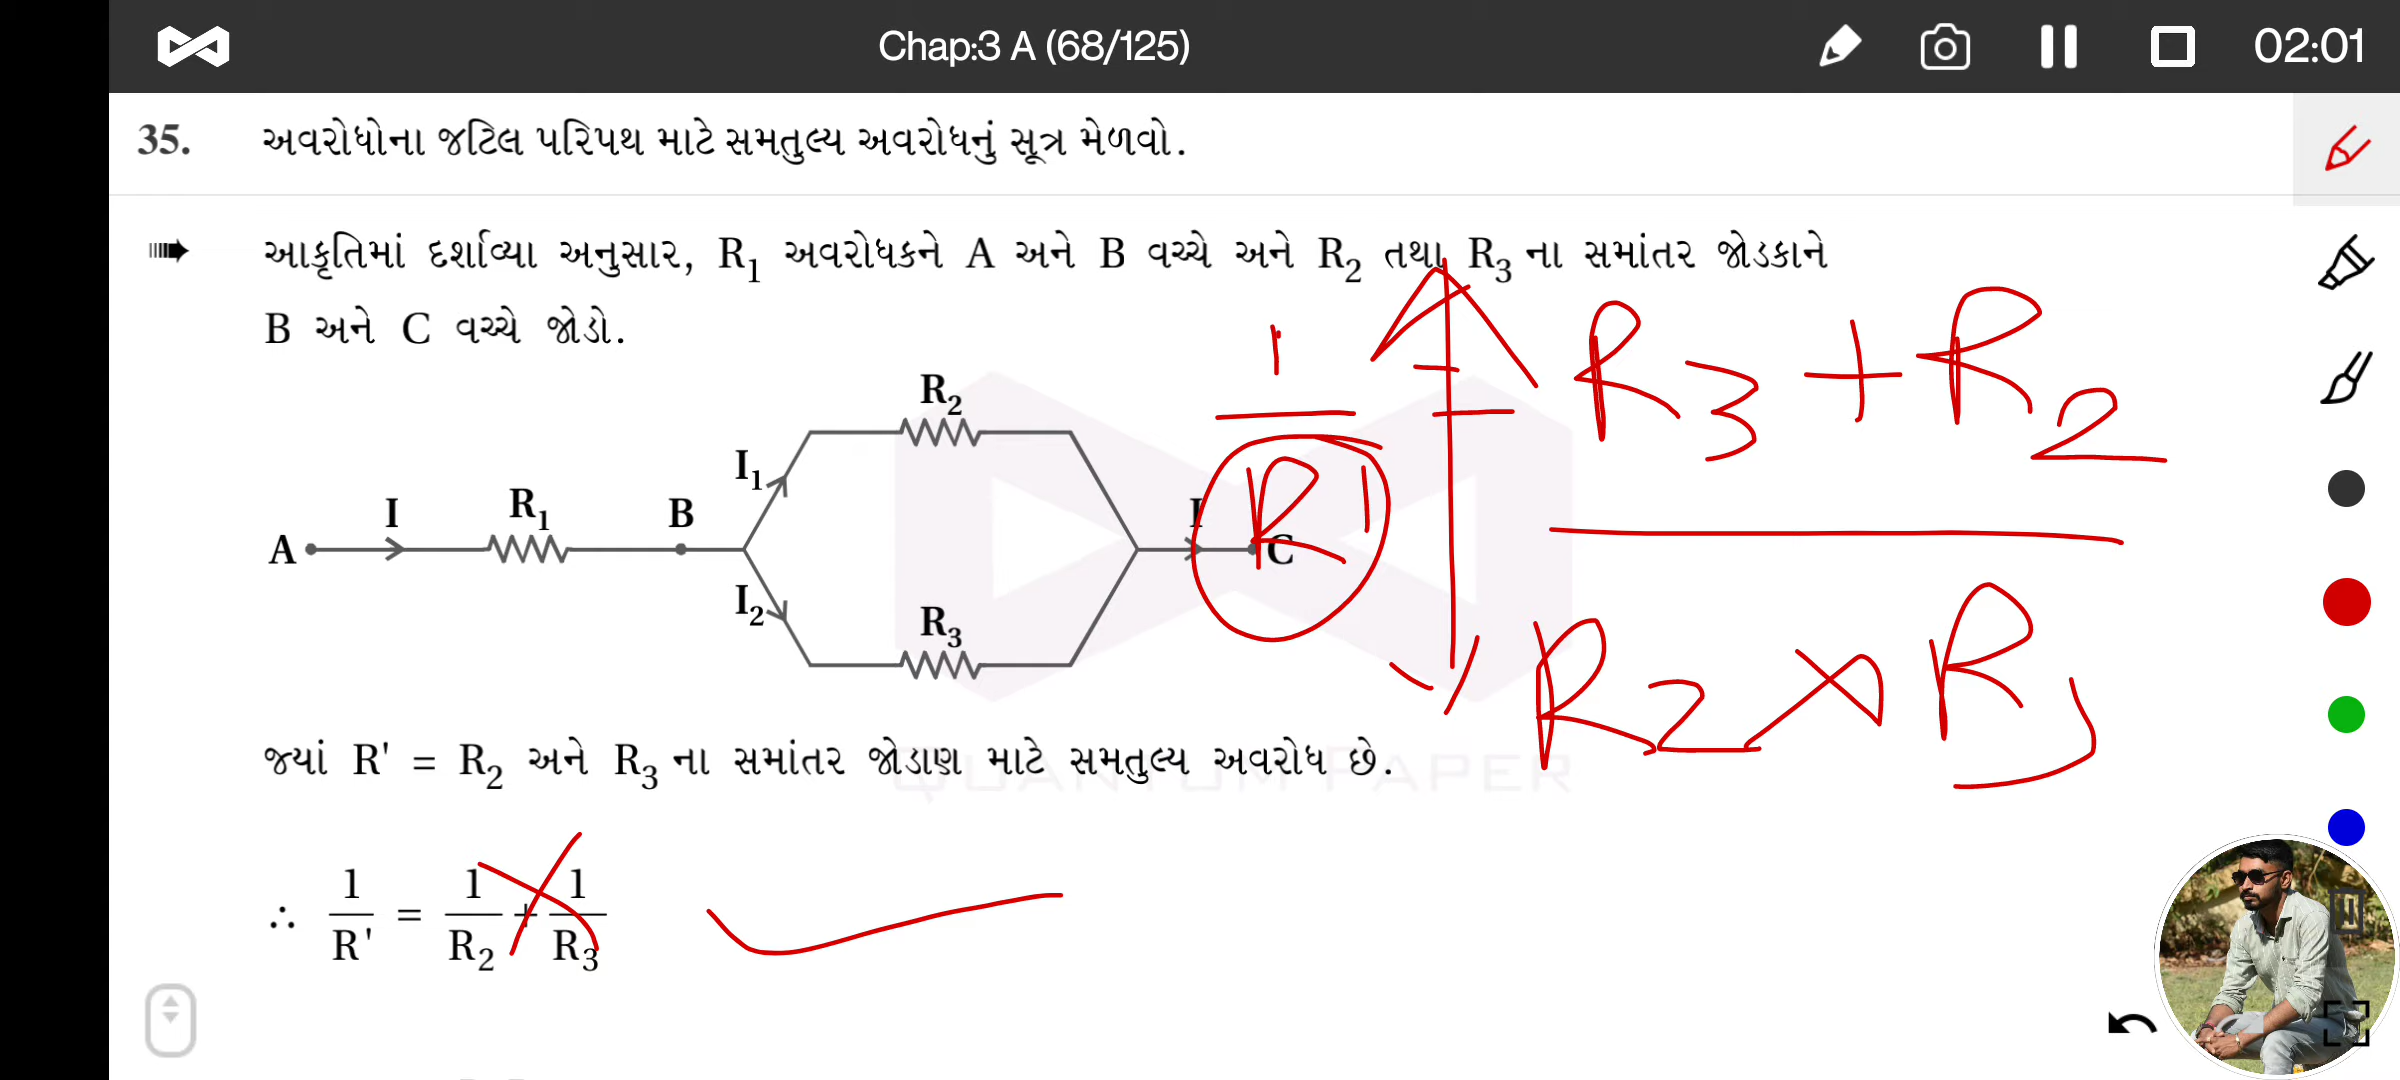 Chap:3 A (68/125)
02:01
35. અવરોધોના જટિલ પરિપથ માટે સમતુલ્ય અવરોધનું સૂત્ર મેળવો.
આકૃતિમાં દર્શાવ્યા અનુસાર, R₁ અવરોધકને A અને B વચ્ચે અને R₂ તથા R₃ ના સમાંતર જોડકાને
B અને C વચ્ચે જોડો.
R₂
I₁
A I R₁ B I C
I₂
R₃
1/R' = R₃ + R₂ / R₂ × R₃
જ્યાં R' = R₂ અને R₃ ના સમાંતર જોડાણ માટે સમતુલ્ય અવરોધ છે.
QUANTUM PAPER
∴ 1/R' = 1/R₂ + 1/R₃